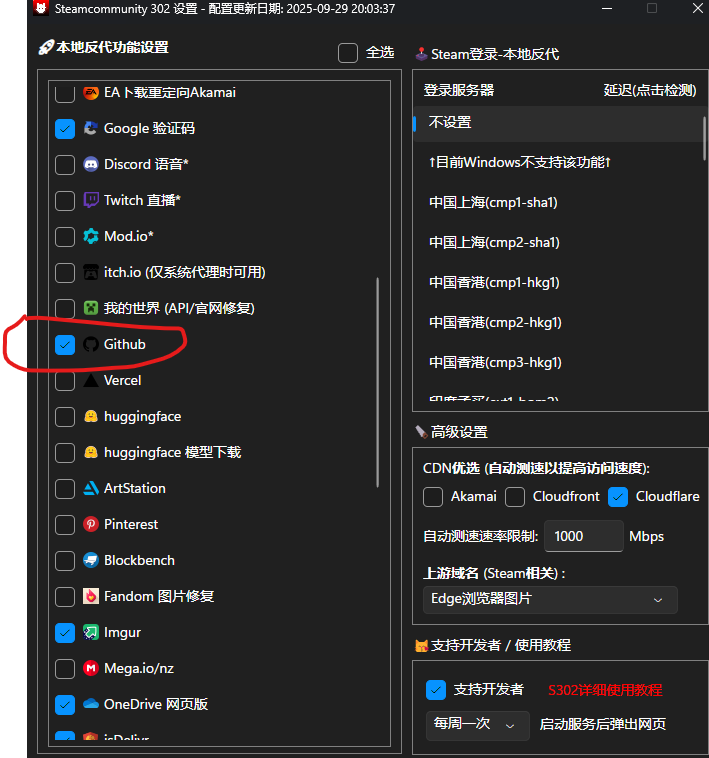 Steamcommunity 302 设置 - 配置更新日期: 2025-09-29 20:03:37
本地反代功能设置
全选
EA下载重定向Akamai
Google 验证码
Discord 语音*
Twitch 直播*
Mod.io*
itch.io (仅系统代理时可用)
我的世界 (API/官网修复)
Github
Vercel
huggingface
huggingface 模型下载
ArtStation
Pinterest
Blockbench
Fandom 图片修复
Imgur
Mega.io/nz
OneDrive 网页版
jsDelivr
Steam登录-本地反代
登录服务器 延迟(点击检测)
不设置
↑目前Windows不支持该功能↑
中国上海(cmp1-sha1)
中国上海(cmp2-sha1)
中国香港(cmp1-hkg1)
中国香港(cmp2-hkg1)
中国香港(cmp3-hkg1)
高级设置
CDN优选 (自动测速以提高访问速度):
Akamai Cloudfront Cloudflare
自动测速速率限制: 1000 Mbps
上游域名 (Steam相关) :
Edge浏览器图片
支持开发者 / 使用教程
支持开发者 S302详细使用教程
每周一次 启动服务后弹出网页